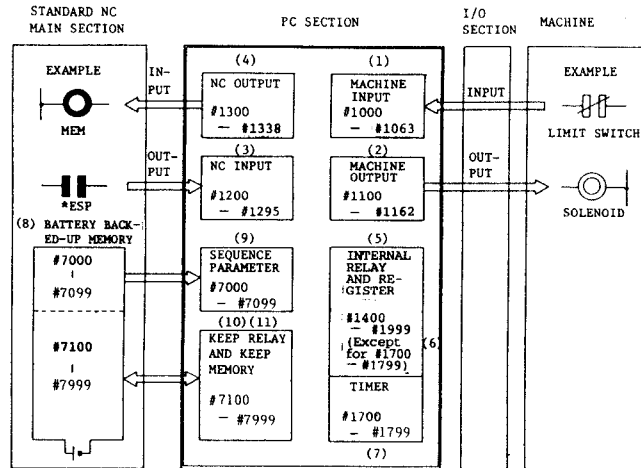 STANDARD NC
MAIN SECTION
PC SECTION
I/O
SECTION
MACHINE
EXAMPLE
MEM
IN-
PUT
(4)
NC OUTPUT
#1300
— #1338
(1)
MACHINE
INPUT
#1000
— #1063
INPUT
EXAMPLE
LIMIT SWITCH
*ESP
OUT-
PUT
(3)
NC INPUT
#1200
— #1295
(2)
MACHINE
OUTPUT
#1100
— #1162
OUT-
PUT
SOLENOID
(8) BATTERY BACK-
ED-UP MEMORY
#7000
|
#7099
#7100
|
#7999
(9)
SEQUENCE
PARAMETER
#7000
— #7099
(10)(11)
KEEP RELAY
AND KEEP
MEMORY
#7100
— #7999
(5)
INTERNAL
RELAY
AND RE-
GISTER
#1400
— #1999
(Except (6)
for #1700
— #1799)
TIMER
#1700
— #1799
(7)